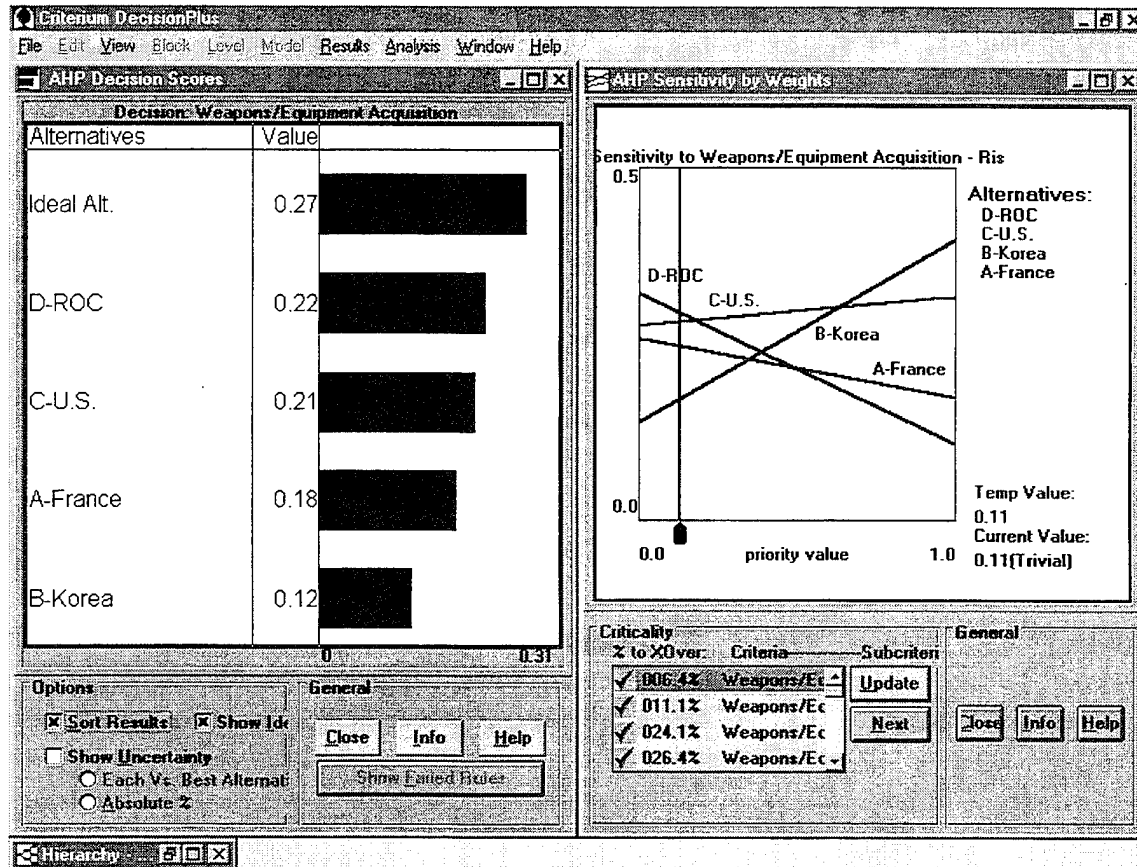 Criterium DecisionPlus
File Edit View Block Level Model Results Analysis Window Help
AHP Decision Scores
Decision: Weapons/Equipment Acquisition
Alternatives Value
Ideal Alt. 0.27
D-ROC 0.22
C-U.S. 0.21
A-France 0.18
B-Korea 0.12
0 0.31
Options
Sort Results Show Ide
Show Uncertainty
Each Vs. Best Alternati
Absolute %
General
Close Info Help
Show Failed Rules
AHP Sensitivity by Weights
Sensitivity to Weapons/Equipment Acquisition - Ris
0.5
D-ROC
C-U.S.
B-Korea
A-France
0.0
0.0 priority value 1.0
Alternatives:
D-ROC
C-U.S.
B-Korea
A-France
Temp Value:
0.11
Current Value:
0.11(Trivial)
Criticality
% to XOver: Criteria Subcriteri
006.4% Weapons/Ec
011.1% Weapons/Ec
024.1% Weapons/Ec
026.4% Weapons/Ec
Update
Next
General
Close Info Help
Hierarchy